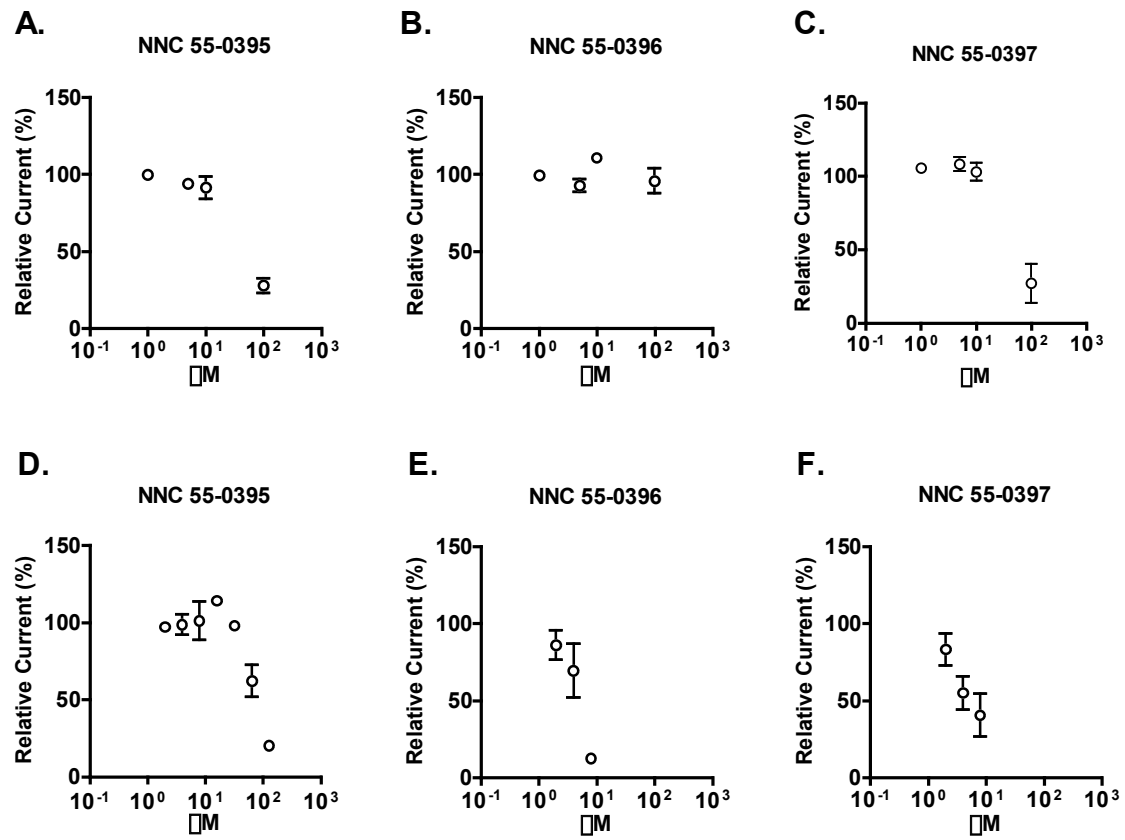 A.
NNC 55-0395
Relative Current (%)
150
100
50
0
10⁻¹ 10⁰ 10¹ 10² 10³
▯M
B.
NNC 55-0396
Relative Current (%)
150
100
50
0
10⁻¹ 10⁰ 10¹ 10² 10³
▯M
C.
NNC 55-0397
Relative Current (%)
150
100
50
0
10⁻¹ 10⁰ 10¹ 10² 10³
▯M
D.
NNC 55-0395
Relative Current (%)
150
100
50
0
10⁻¹ 10⁰ 10¹ 10² 10³
▯M
E.
NNC 55-0396
Relative Current (%)
150
100
50
0
10⁻¹ 10⁰ 10¹ 10² 10³
▯M
F.
NNC 55-0397
Relative Current (%)
150
100
50
0
10⁻¹ 10⁰ 10¹ 10² 10³
▯M